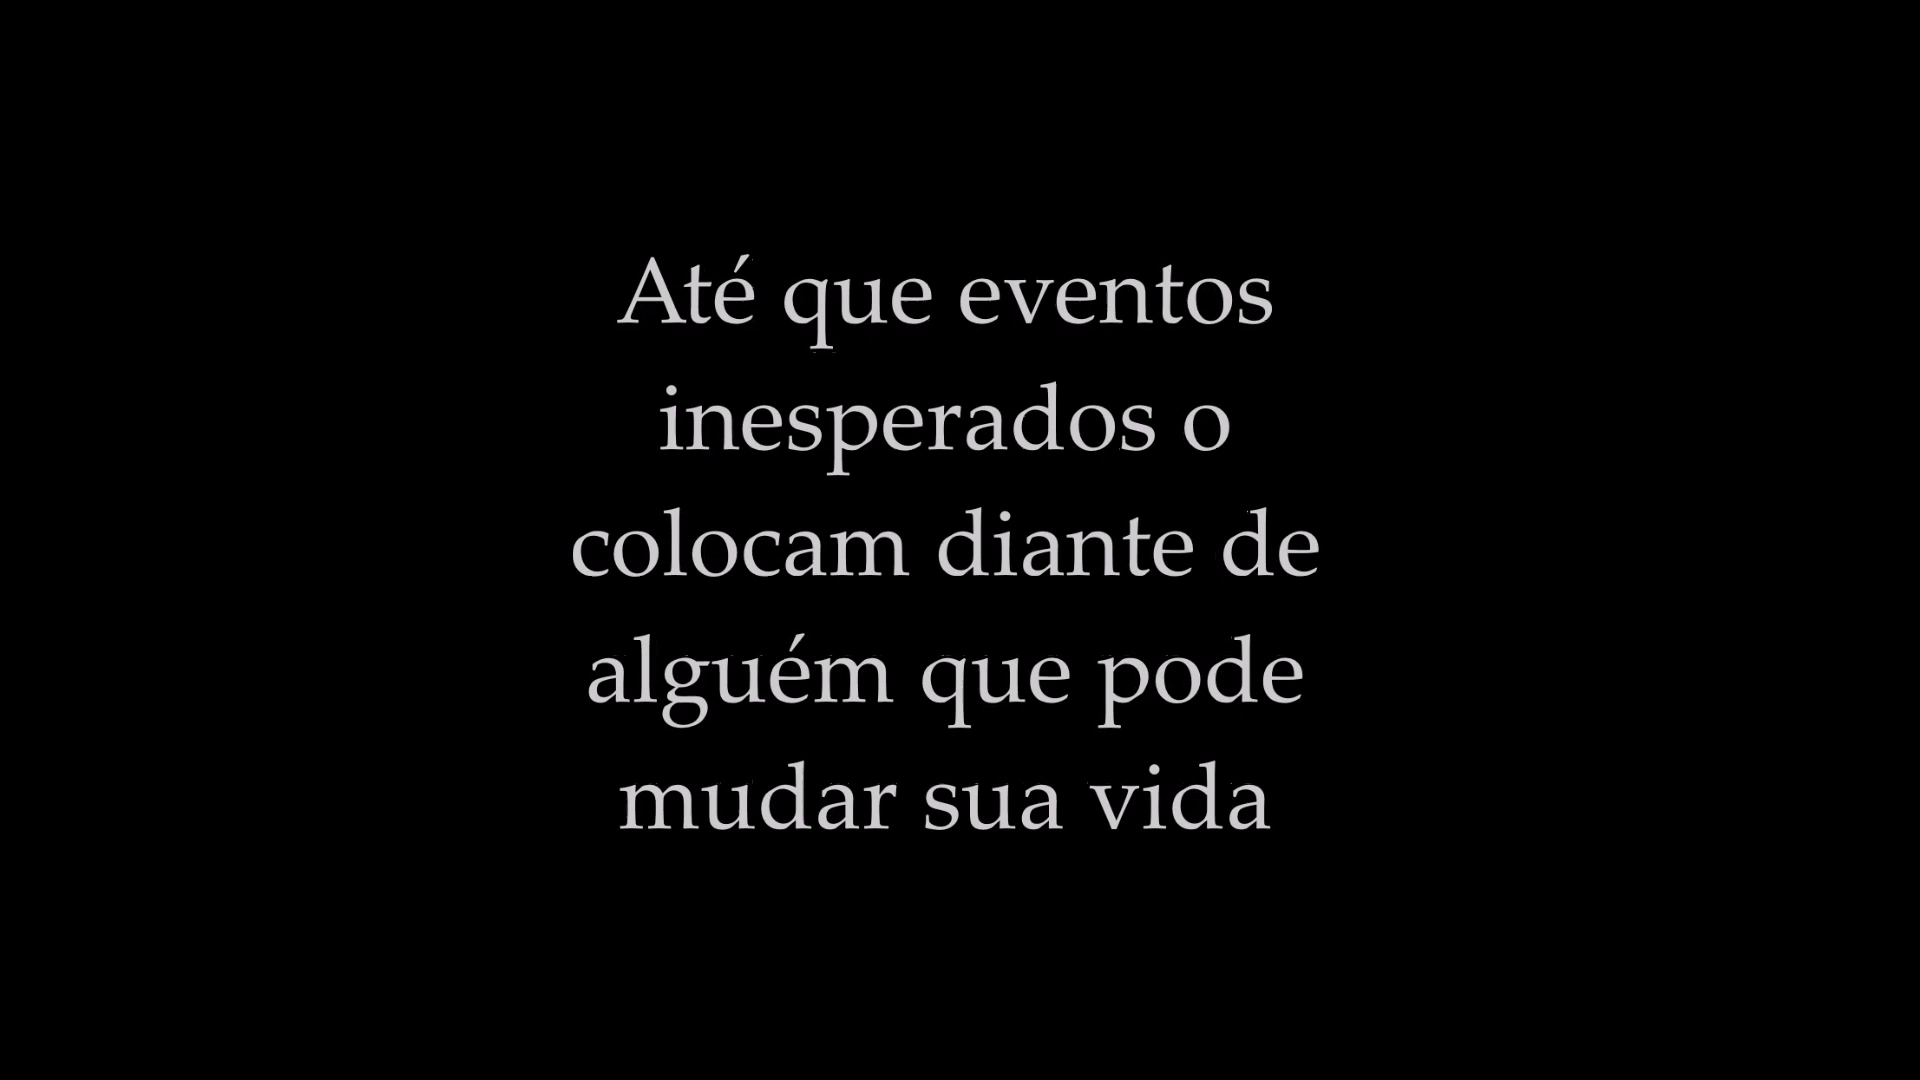 Até que eventos
inesperados o
colocam diante de
alguém que pode
mudar sua vida